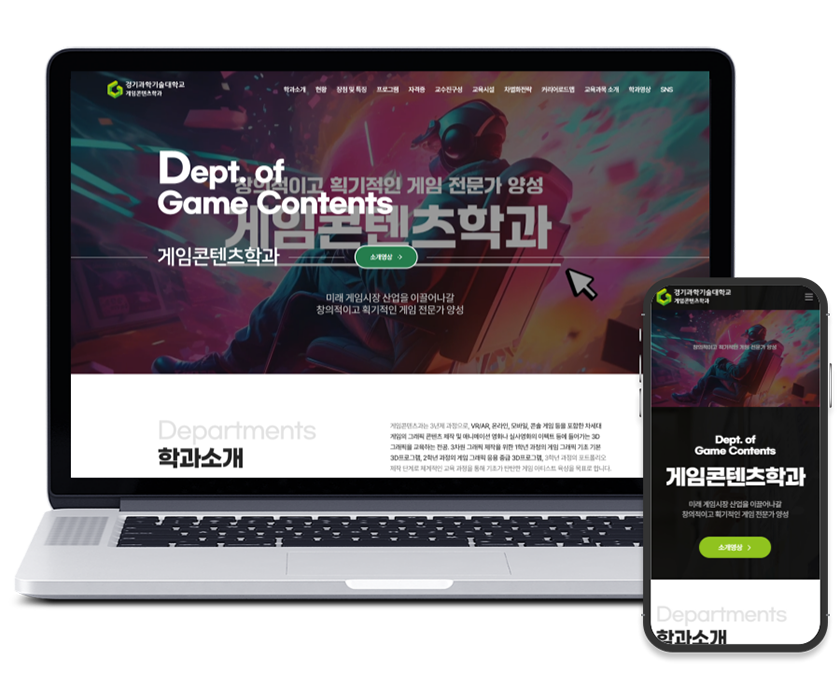 경기과학기술대학교
게임콘텐츠학과
학과소개 현황 장점 및 특징 프로그램 자격증 교수진구성 교육시설 차별화전략 커리어로드맵 교육과목 소개 학과영상 SNS
Dept. of
창의적이고 획기적인 게임 전문가 양성
Game Contents
게임콘텐츠학과
게임콘텐츠학과
소개영상
미래 게임시장 산업을 이끌어나갈
창의적이고 획기적인 게임 전문가 양성
Departments
학과소개
게임콘텐츠과는 3년제 과정으로, VR/AR, 온라인, 모바일, 콘솔 게임 등을 포함한 차세대
게임의 그래픽 콘텐츠 제작 및 애니메이션 영화나 실사영화의 이펙트 등에 들어가는 3D
그래픽을 교육하는 전공. 3차원 그래픽 제작을 위한 1학년 과정의 게임 그래픽 기초 기본
3D프로그램, 2학년 과정의 게임 그래픽 응용 중급 3D프로그램, 3학년 과정의 포트폴리오
제작 단계로 체계적인 교육 과정을 통해 기초가 탄탄한 게임 아티스트 육성을 목표로 합니다.
경기과학기술대학교
게임콘텐츠학과
창의적이고 획기적인 게임 전문가 양성
Dept. of
Game Contents
게임콘텐츠학과
미래 게임시장 산업을 이끌어나갈
창의적이고 획기적인 게임 전문가 양성
소개영상
Departments
학과소개